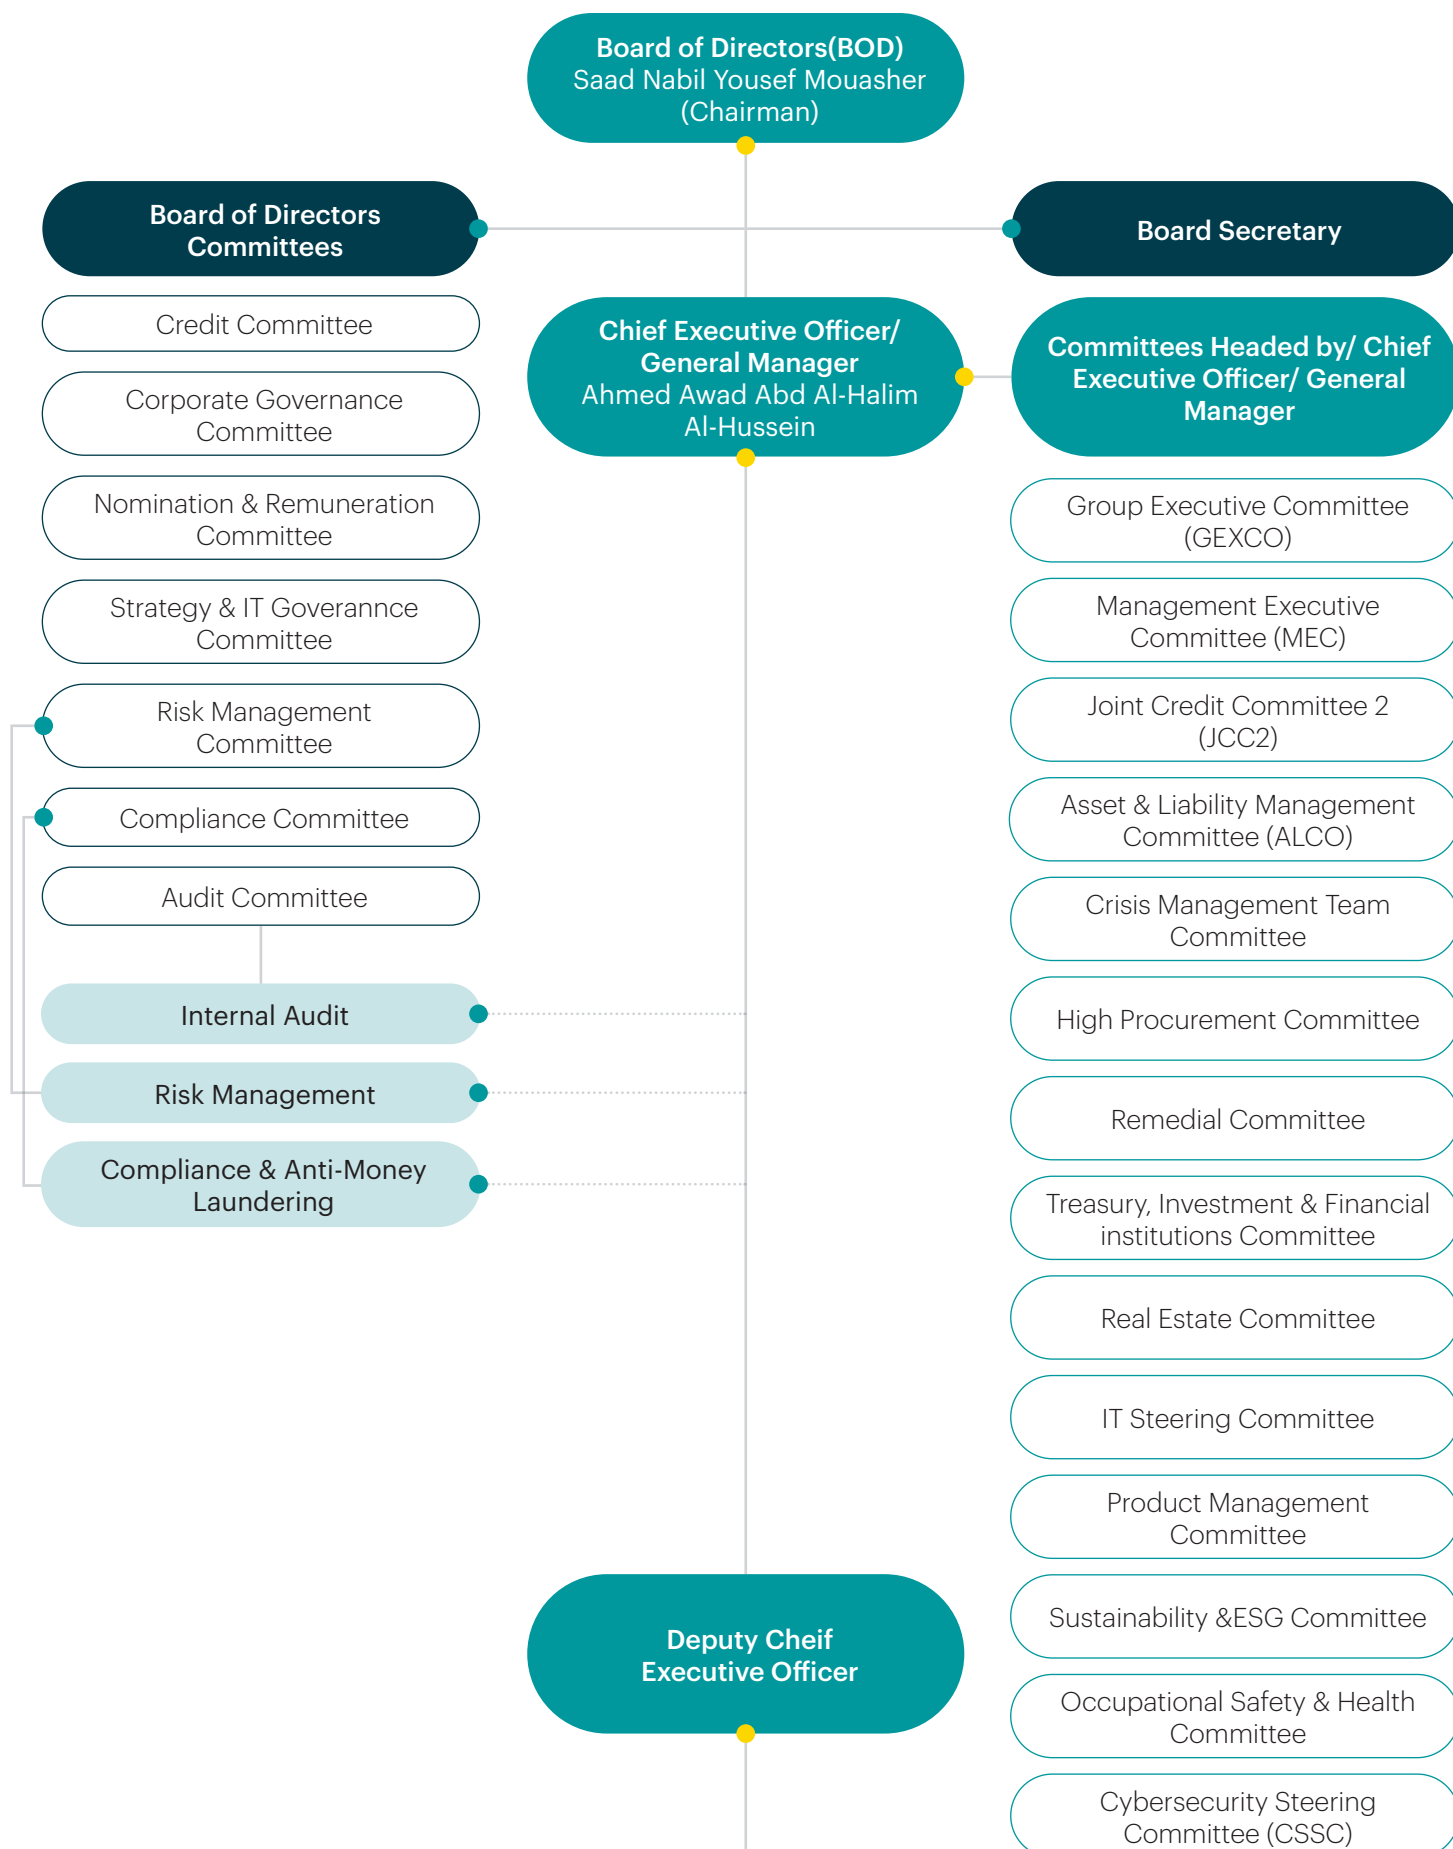 Board of Directors(BOD)
Saad Nabil Yousef Mouasher
(Chairman)
Board of Directors
Committees
Board Secretary
Credit Committee
Corporate Governance
Committee
Nomination & Remuneration
Committee
Strategy & IT Goverannce
Committee
Risk Management
Committee
Compliance Committee
Audit Committee
Internal Audit
Risk Management
Compliance & Anti-Money
Laundering
Chief Executive Officer/
General Manager
Ahmed Awad Abd Al-Halim
Al-Hussein
Committees Headed by/ Chief
Executive Officer/ General
Manager
Group Executive Committee
(GEXCO)
Management Executive
Committee (MEC)
Joint Credit Committee 2
(JCC2)
Asset & Liability Management
Committee (ALCO)
Crisis Management Team
Committee
High Procurement Committee
Remedial Committee
Treasury, Investment & Financial
institutions Committee
Real Estate Committee
IT Steering Committee
Product Management
Committee
Sustainability &ESG Committee
Occupational Safety & Health
Committee
Cybersecurity Steering
Committee (CSSC)
Deputy Cheif
Executive Officer